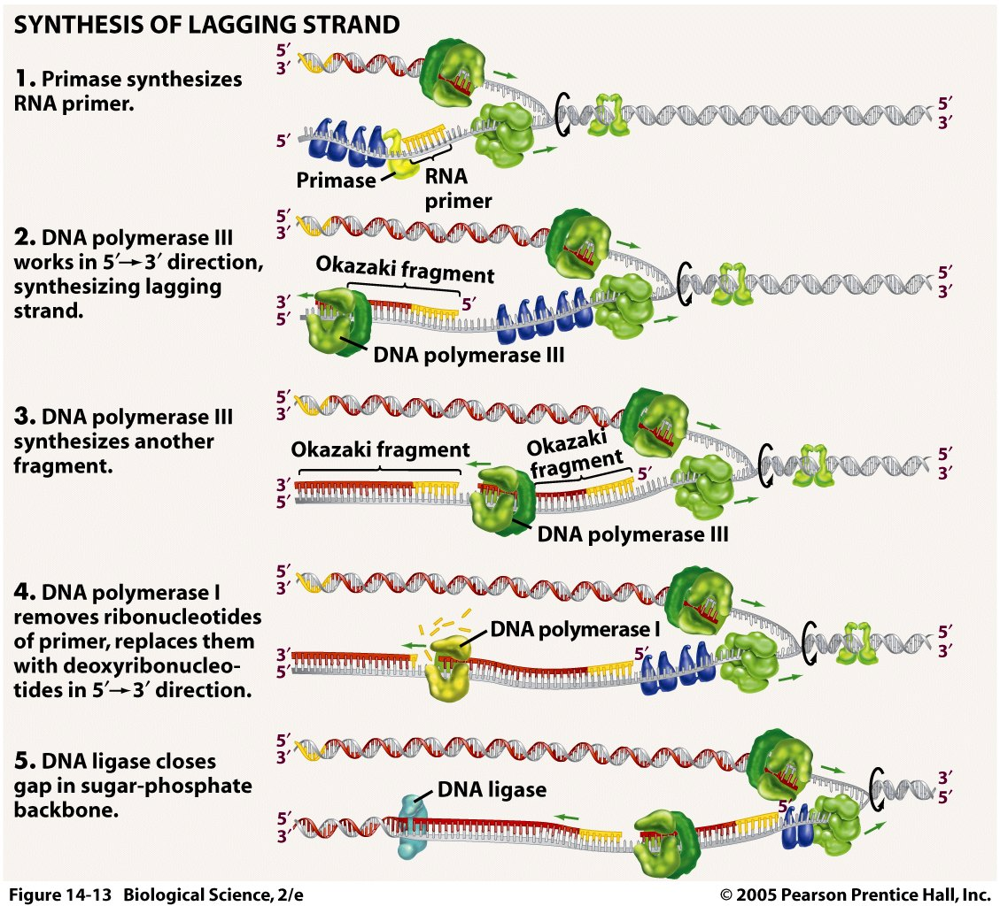 SYNTHESIS OF LAGGING STRAND
1. Primase synthesizes
RNA primer.
5′
3′
5′
3′
5′
Primase
RNA
primer
2. DNA polymerase III
works in 5′→3′ direction,
synthesizing lagging
strand.
5′
3′
5′
3′
Okazaki fragment
3′
5′
5′
DNA polymerase III
3. DNA polymerase III
synthesizes another
fragment.
5′
3′
5′
3′
Okazaki fragment
Okazaki
fragment
5′
3′
5′
DNA polymerase III
4. DNA polymerase I
removes ribonucleotides
of primer, replaces them
with deoxyribonucleo-
tides in 5′→3′ direction.
5′
3′
5′
3′
DNA polymerase I
3′
5′
5′
5. DNA ligase closes
gap in sugar-phosphate
backbone.
5′
3′
3′
5′
DNA ligase
5′
5′
3′
Figure 14-13 Biological Science, 2/e
© 2005 Pearson Prentice Hall, Inc.